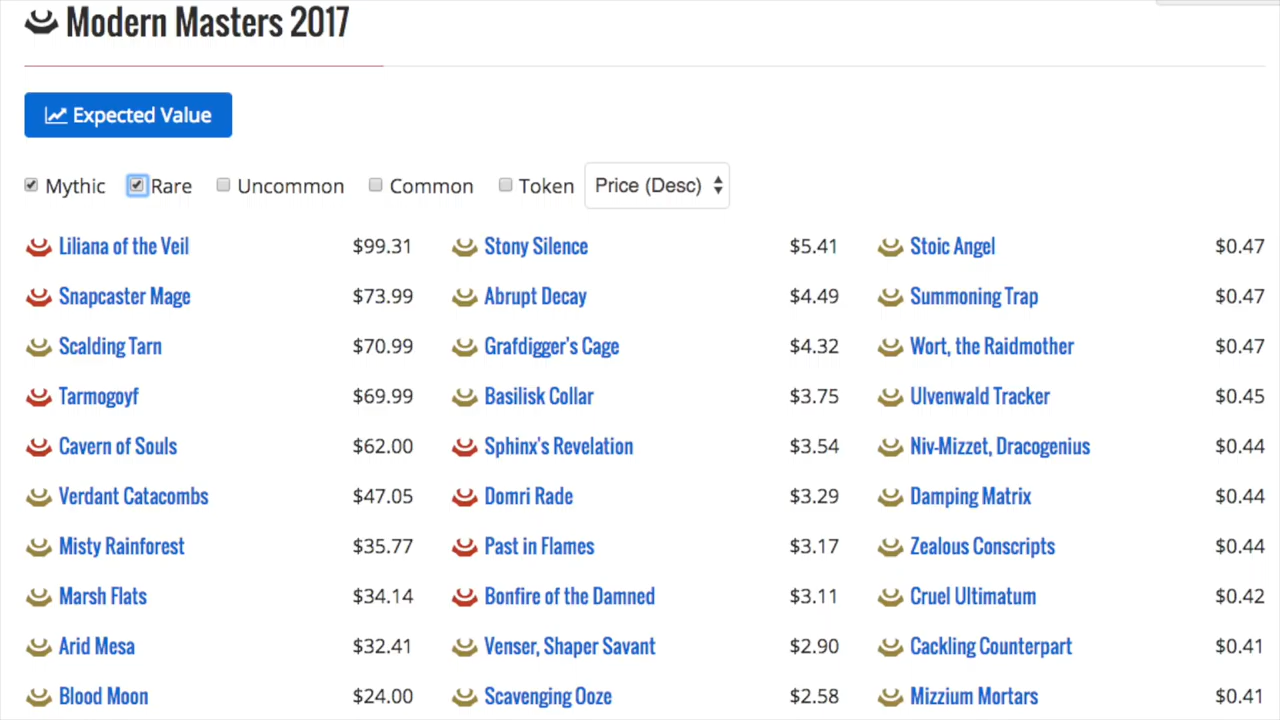 Modern Masters 2017
Expected Value
Mythic Rare Uncommon Common Token Price (Desc)
Liliana of the Veil $99.31 Stony Silence $5.41 Stoic Angel $0.47
Snapcaster Mage $73.99 Abrupt Decay $4.49 Summoning Trap $0.47
Scalding Tarn $70.99 Grafdigger's Cage $4.32 Wort, the Raidmother $0.47
Tarmogoyf $69.99 Basilisk Collar $3.75 Ulvenwald Tracker $0.45
Cavern of Souls $62.00 Sphinx's Revelation $3.54 Niv-Mizzet, Dracogenius $0.44
Verdant Catacombs $47.05 Domri Rade $3.29 Damping Matrix $0.44
Misty Rainforest $35.77 Past in Flames $3.17 Zealous Conscripts $0.44
Marsh Flats $34.14 Bonfire of the Damned $3.11 Cruel Ultimatum $0.42
Arid Mesa $32.41 Venser, Shaper Savant $2.90 Cackling Counterpart $0.41
Blood Moon $24.00 Scavenging Ooze $2.58 Mizzium Mortars $0.41